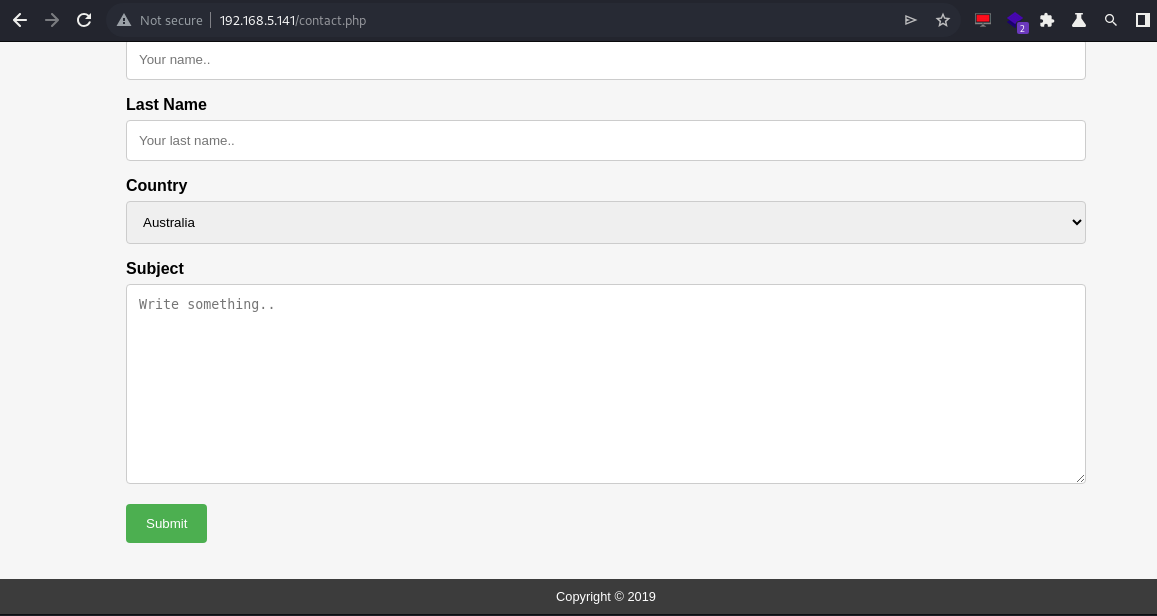 Not secure 192.168.5.141/contact.php
2
Your name..
Last Name
Your last name..
Country
Australia
Subject
Write something..
Submit
Copyright © 2019